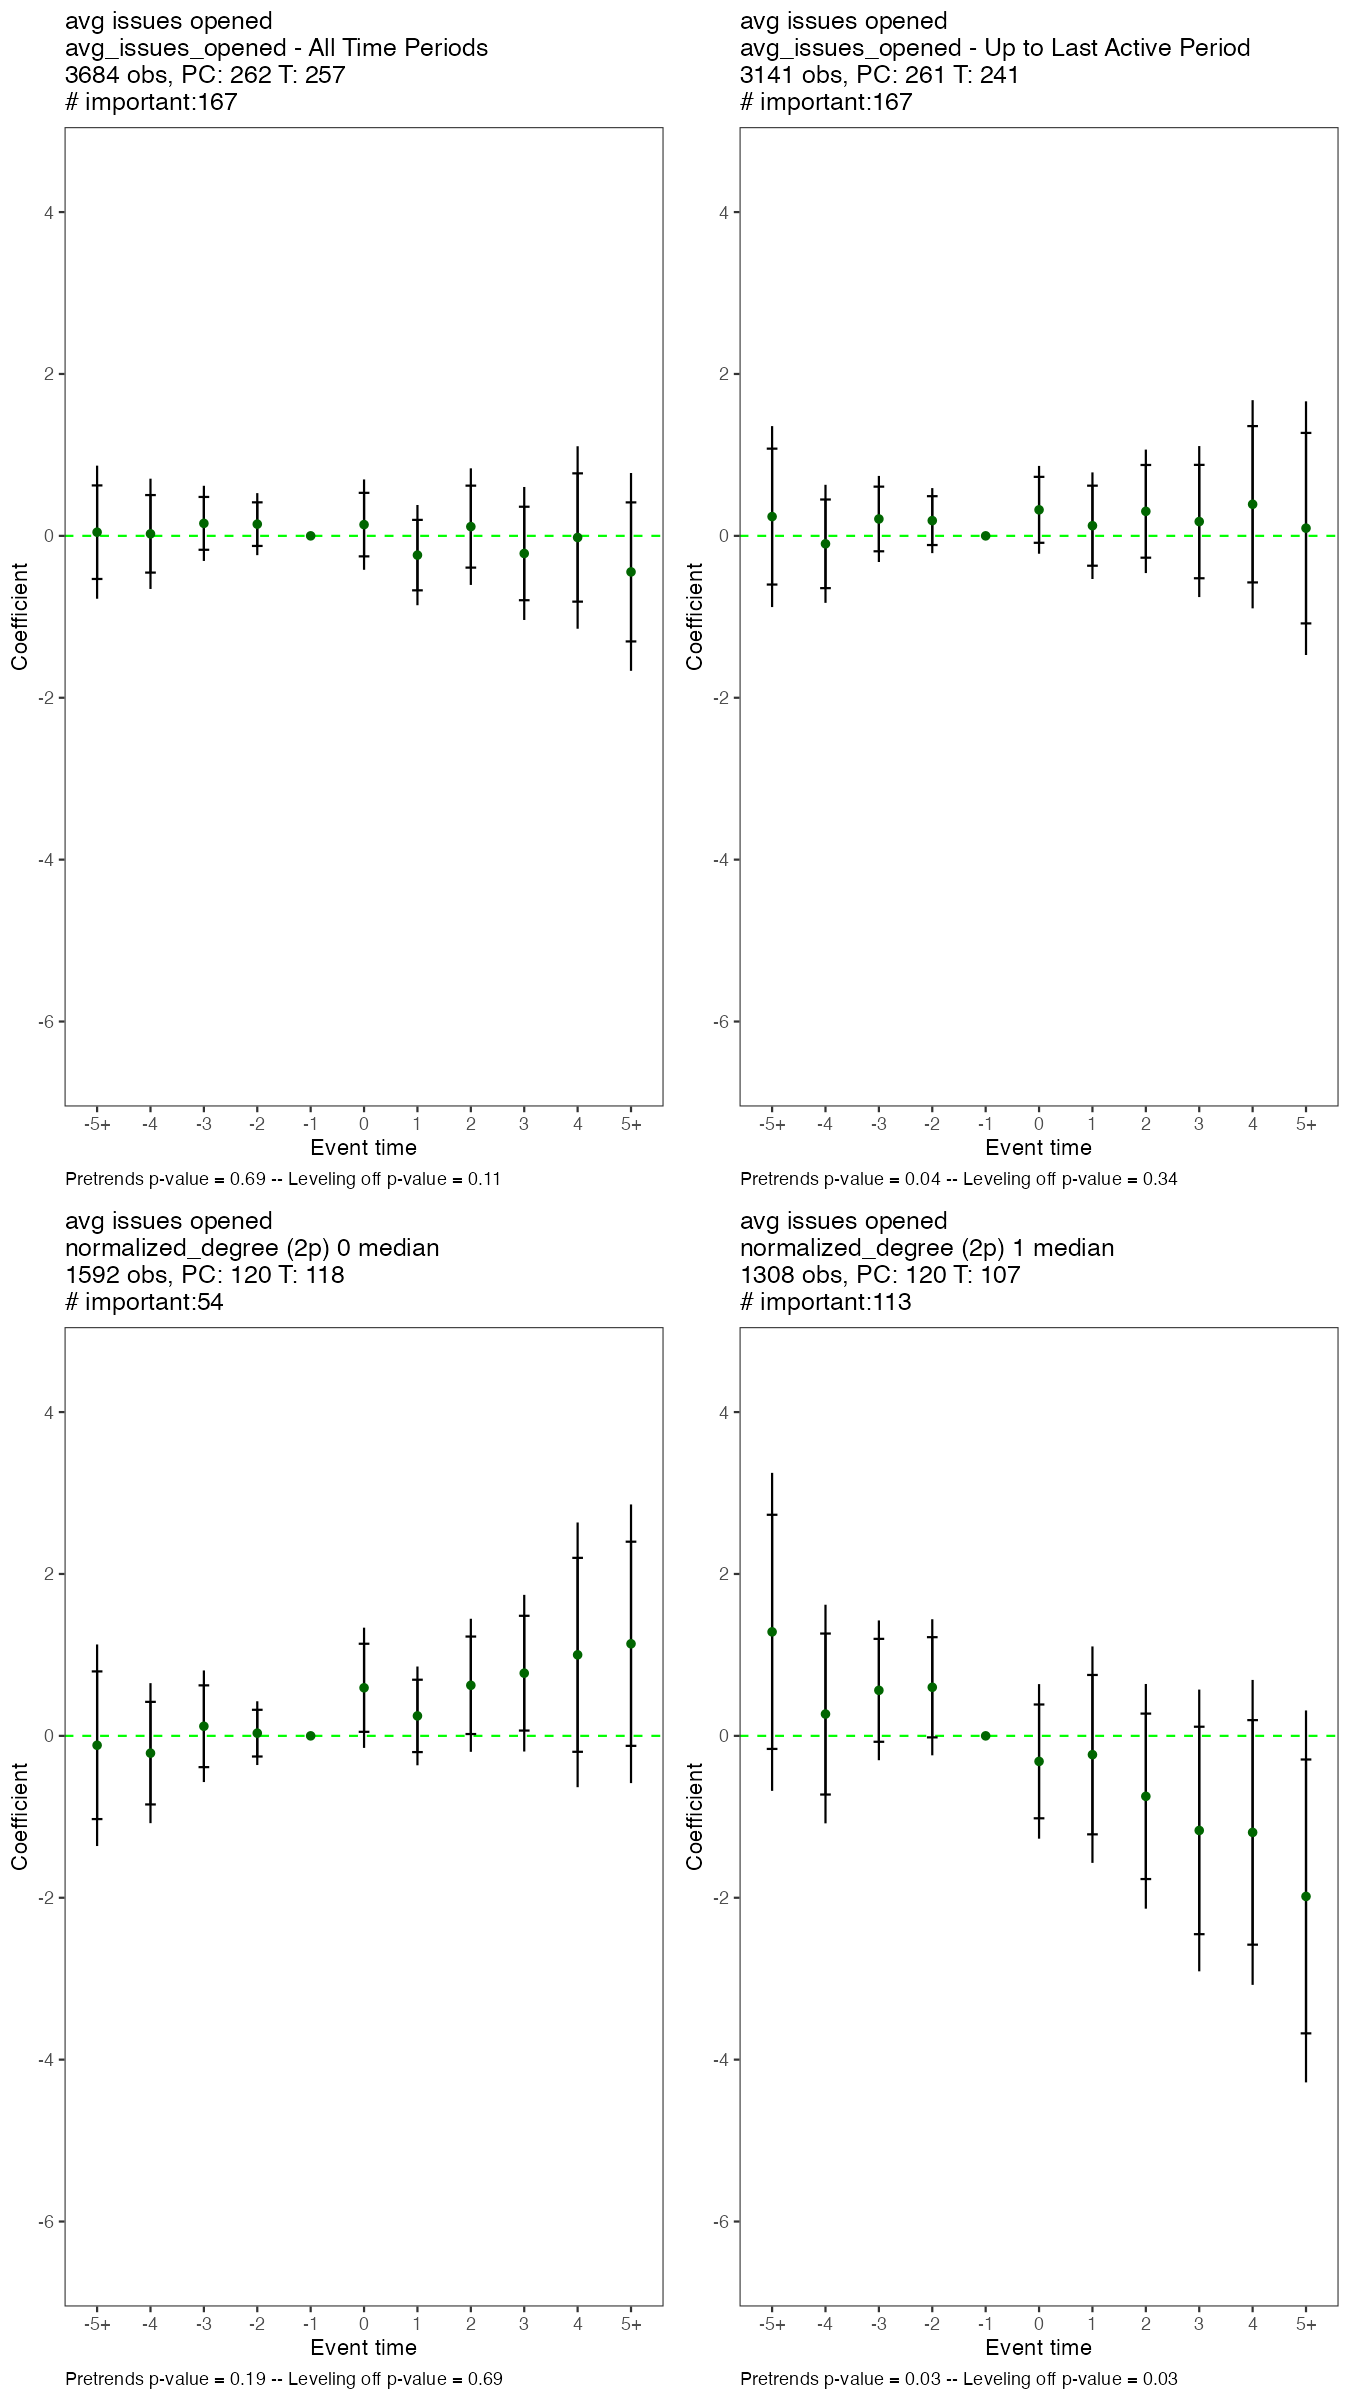 avg issues opened
avg_issues_opened - All Time Periods
3684 obs, PC: 262 T: 257
# important:167
4
2
0
-2
-4
-6
Coefficient
-5+ -4 -3 -2 -1 0 1 2 3 4 5+
Event time
Pretrends p-value = 0.69 -- Leveling off p-value = 0.11
avg issues opened
avg_issues_opened - Up to Last Active Period
3141 obs, PC: 261 T: 241
# important:167
4
2
0
-2
-4
-6
Coefficient
-5+ -4 -3 -2 -1 0 1 2 3 4 5+
Event time
Pretrends p-value = 0.04 -- Leveling off p-value = 0.34
avg issues opened
normalized_degree (2p) 0 median
1592 obs, PC: 120 T: 118
# important:54
4
2
0
-2
-4
-6
Coefficient
-5+ -4 -3 -2 -1 0 1 2 3 4 5+
Event time
Pretrends p-value = 0.19 -- Leveling off p-value = 0.69
avg issues opened
normalized_degree (2p) 1 median
1308 obs, PC: 120 T: 107
# important:113
4
2
0
-2
-4
-6
Coefficient
-5+ -4 -3 -2 -1 0 1 2 3 4 5+
Event time
Pretrends p-value = 0.03 -- Leveling off p-value = 0.03